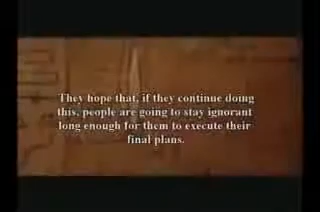 They hope that, if they continue doing
this, people are going to stay ignorant
long enough for them to execute their
final plans.